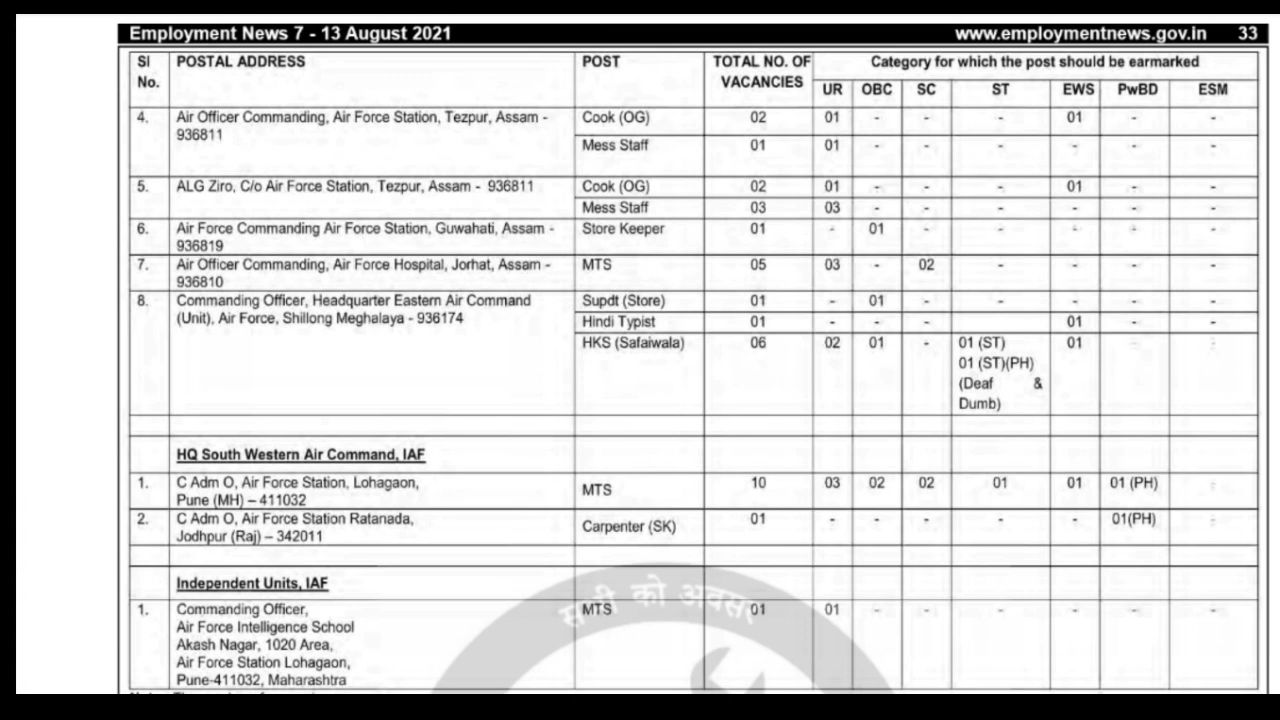 Employment News 7 - 13 August 2021 www.employmentnews.gov.in 33
Sl No. POSTAL ADDRESS POST TOTAL NO. OF VACANCIES Category for which the post should be earmarked
UR OBC SC ST EWS PwBD ESM
4. Air Officer Commanding, Air Force Station, Tezpur, Assam - Cook (OG) 02 01 - - - 01 - -
936811
Mess Staff 01 01 - - - - - -
5. ALG Ziro, C/o Air Force Station, Tezpur, Assam - 936811 Cook (OG) 02 01 - - - 01 - -
Mess Staff 03 03 - - - - - -
6. Air Force Commanding Air Force Station, Guwahati, Assam - Store Keeper 01 - 01 - - - - -
936819
7. Air Officer Commanding, Air Force Hospital, Jorhat, Assam - MTS 05 03 - 02 - - - -
936810
8. Commanding Officer, Headquarter Eastern Air Command Supdt (Store) 01 - 01 - - - - -
(Unit), Air Force, Shillong Meghalaya - 936174 Hindi Typist 01 - - - 01 - -
HKS (Safaiwala) 06 02 01 - 01 (ST) 01 - -
01 (ST)(PH)
(Deaf &
Dumb)
HQ South Western Air Command, IAF
1. C Adm O, Air Force Station, Lohagaon, MTS 10 03 02 02 01 01 01 (PH) -
Pune (MH) – 411032
2. C Adm O, Air Force Station Ratanada, Carpenter (SK) 01 - - - - - 01(PH) -
Jodhpur (Raj) – 342011
Independent Units, IAF
सभी को अवसर
1. Commanding Officer, MTS 01 01 - - - - - -
Air Force Intelligence School
Akash Nagar, 1020 Area,
Air Force Station Lohagaon,
Pune-411032, Maharashtra